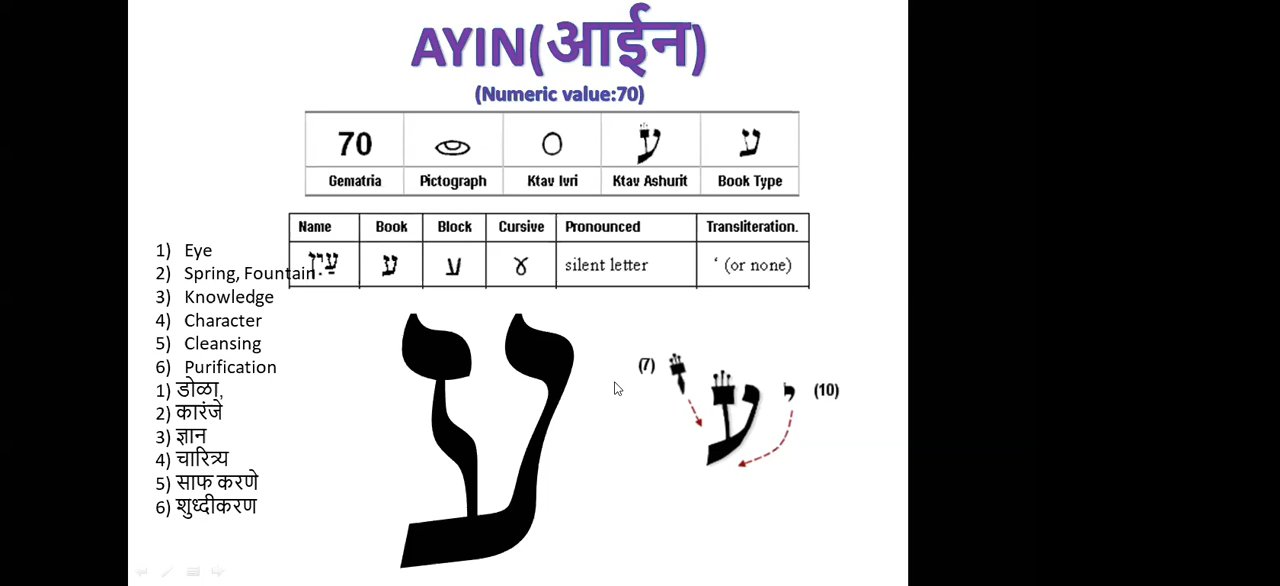 AYIN(आईन)
(Numeric value:70)
70 ע ע
Gematria Pictograph Ktav Ivri Ktav Ashurit Book Type
Name Book Block Cursive Pronounced Transliteration.
עַיִן ע ע silent letter ‘ (or none)
1) Eye
2) Spring, Fountain.
3) Knowledge
4) Character
5) Cleansing
6) Purification
1) डोळा,
2) कारंजे
3) ज्ञान
4) चारित्र्य
5) साफ करणे
6) शुध्दीकरण
ע
(7) ע י (10)